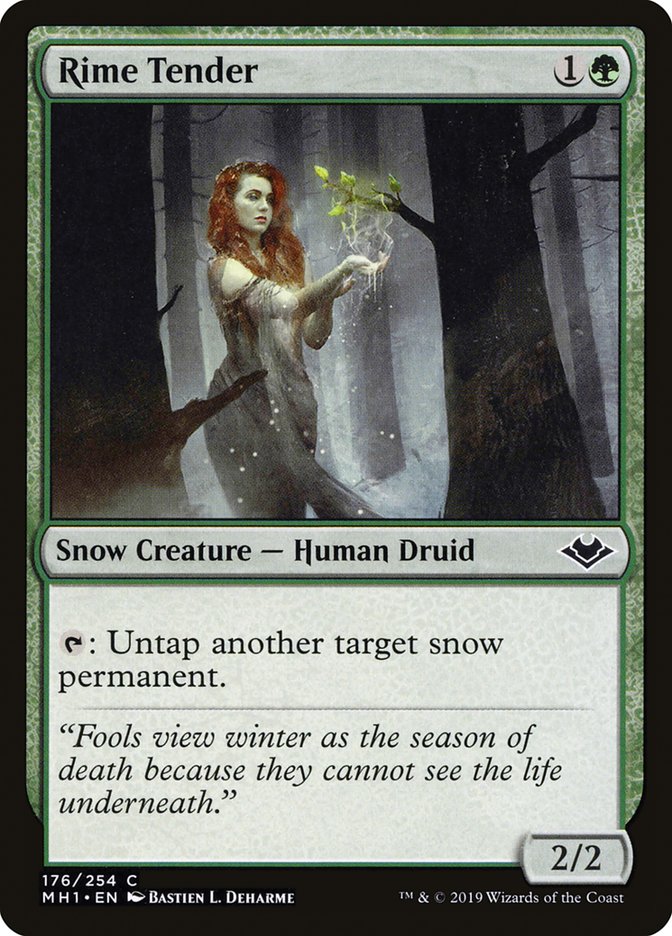 Rime Tender 1
Snow Creature — Human Druid
: Untap another target snow
permanent.
“Fools view winter as the season of
death because they cannot see the life
underneath.”
2/2
176/254 C
MH1 • EN Bastien L. Deharme
™ & © 2019 Wizards of the Coast